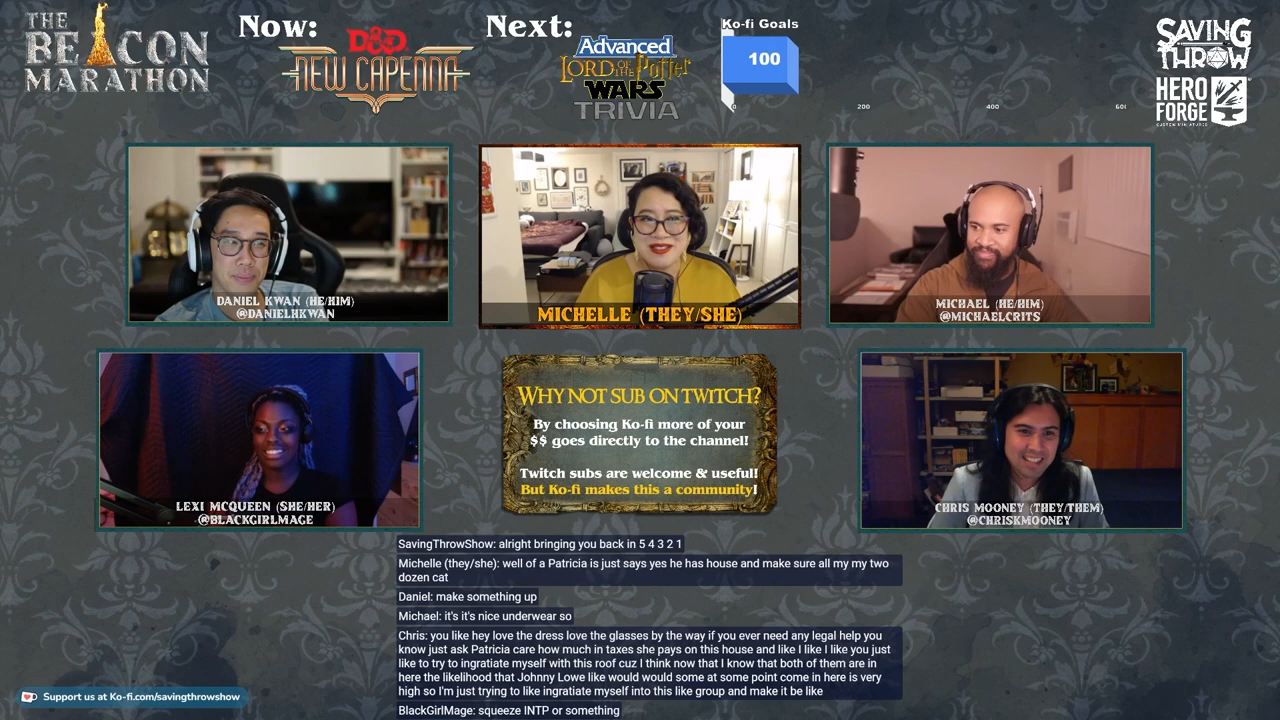 THE
BEACON
MARATHON
Now:
D&D
NEW CAPENNA
Next:
Advanced
LORD OF THE Potter
WARS
TRIVIA
Ko-fi Goals
100
0
200
400
600
SAVING
THROW
HERO
FORGE
CUSTOM MINIATURES
DANIEL KWAN (HE/HIM)
@DANIELHKWAN
MICHELLE (THEY/SHE)
MICHAEL (HE/HIM)
@MICHAELCRITS
LEXI MCQUEEN (SHE/HER)
@BLACKGIRLMAGE
WHY NOT SUB ON TWITCH?
By choosing Ko-fi more of your
$$ goes directly to the channel!
Twitch subs are welcome & useful!
But Ko-fi makes this a community!
CHRIS MOONEY (THEY/THEM)
@CHRISKMOONEY
SavingThrowShow: alright bringing you back in 5 4 3 2 1
Michelle (they/she): well of a Patricia is just says yes he has house and make sure all my my two
dozen cat
Daniel: make something up
Michael: it's it's nice underwear so
Chris: you like hey love the dress love the glasses by the way if you ever need any legal help you
know just ask Patricia care how much in taxes she pays on this house and like I like I like you just
like to try to ingratiate myself with this roof cuz I think now that I know that both of them are in
here the likelihood that Johnny Lowe like would would some at some point come in here is very
high so I'm just trying to like ingratiate myself into this like group and make it be like
BlackGirlMage: squeeze INTP or something
Support us at Ko-fi.com/savingthrowshow